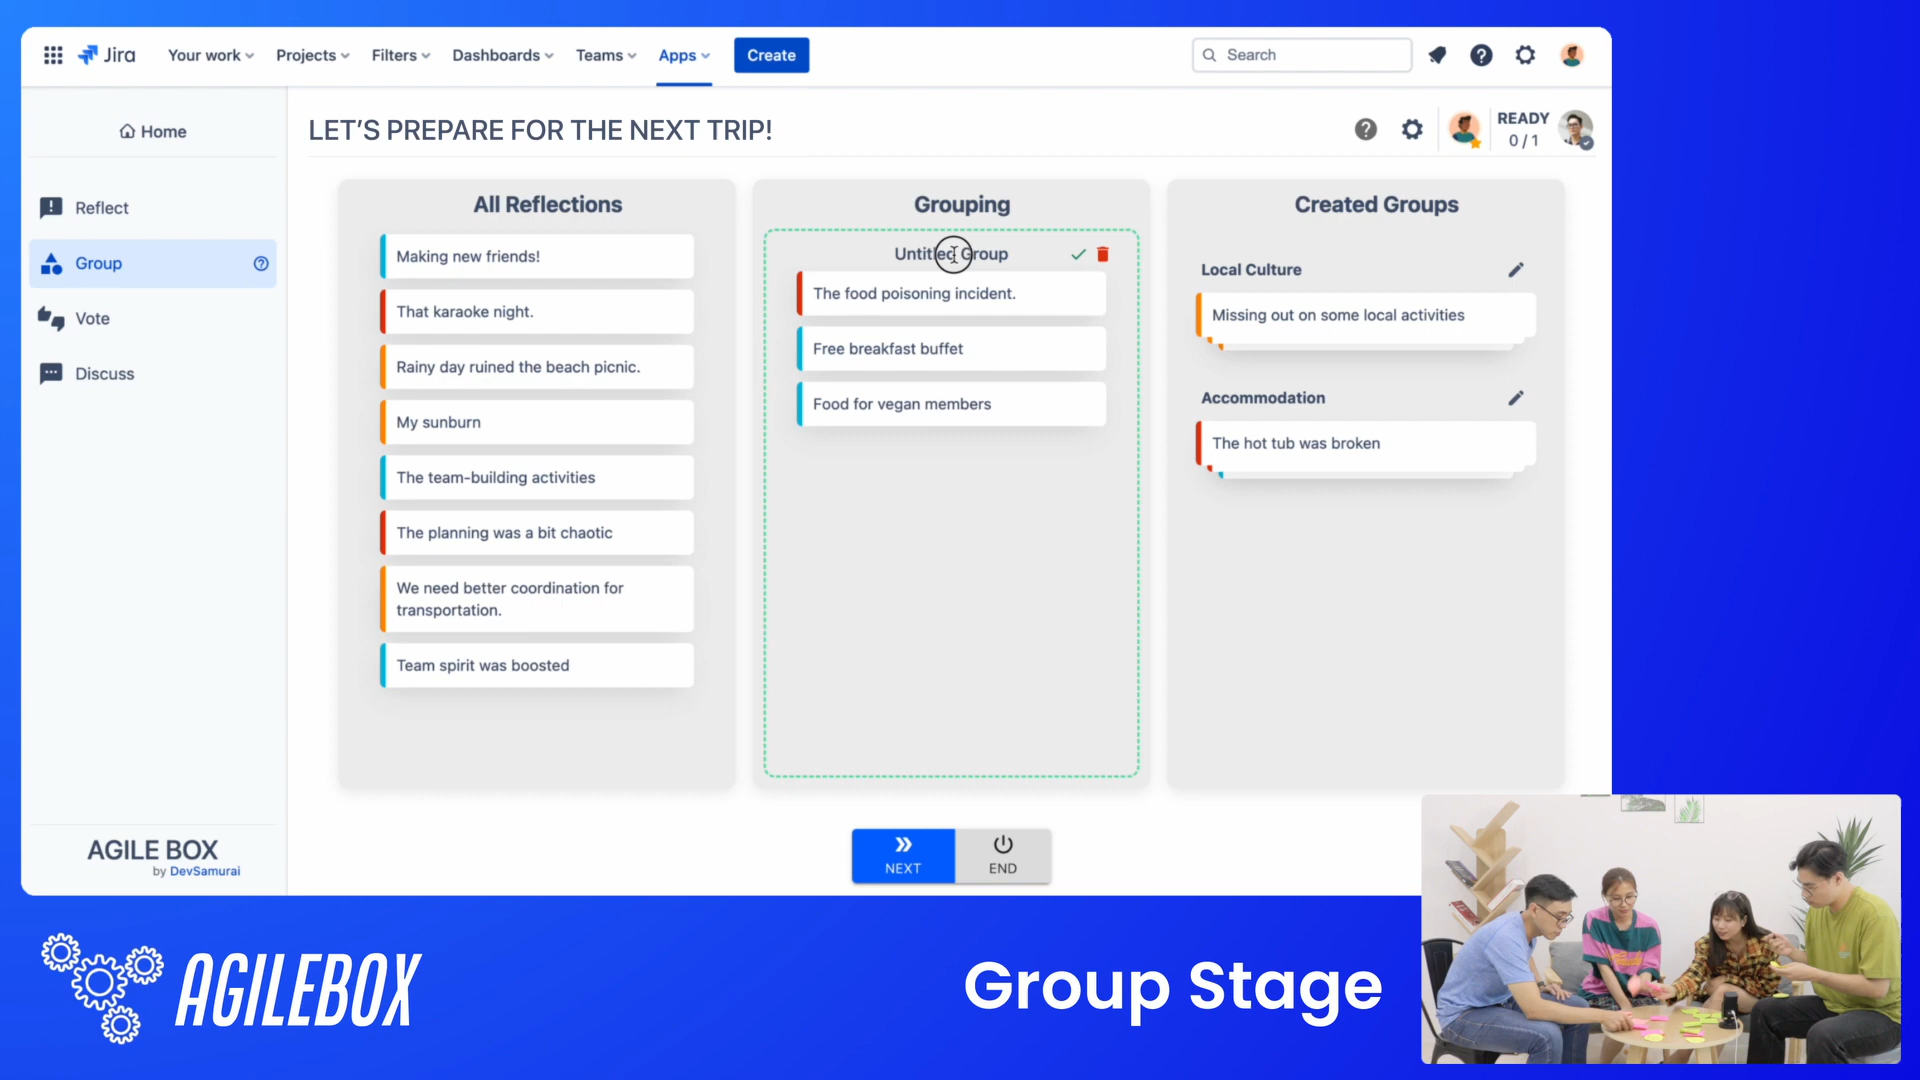 Jira
Your work
Projects
Filters
Dashboards
Teams
Apps
Create
Search
Home
Reflect
Group
Vote
Discuss
AGILE BOX
by DevSamurai
LET’S PREPARE FOR THE NEXT TRIP!
READY
0 / 1
All Reflections
Making new friends!
That karaoke night.
Rainy day ruined the beach picnic.
My sunburn
The team-building activities
The planning was a bit chaotic
We need better coordination for
transportation.
Team spirit was boosted
Grouping
Untitled Group
The food poisoning incident.
Free breakfast buffet
Food for vegan members
Created Groups
Local Culture
Missing out on some local activities
Accommodation
The hot tub was broken
NEXT
END
AGILEBOX
Group Stage